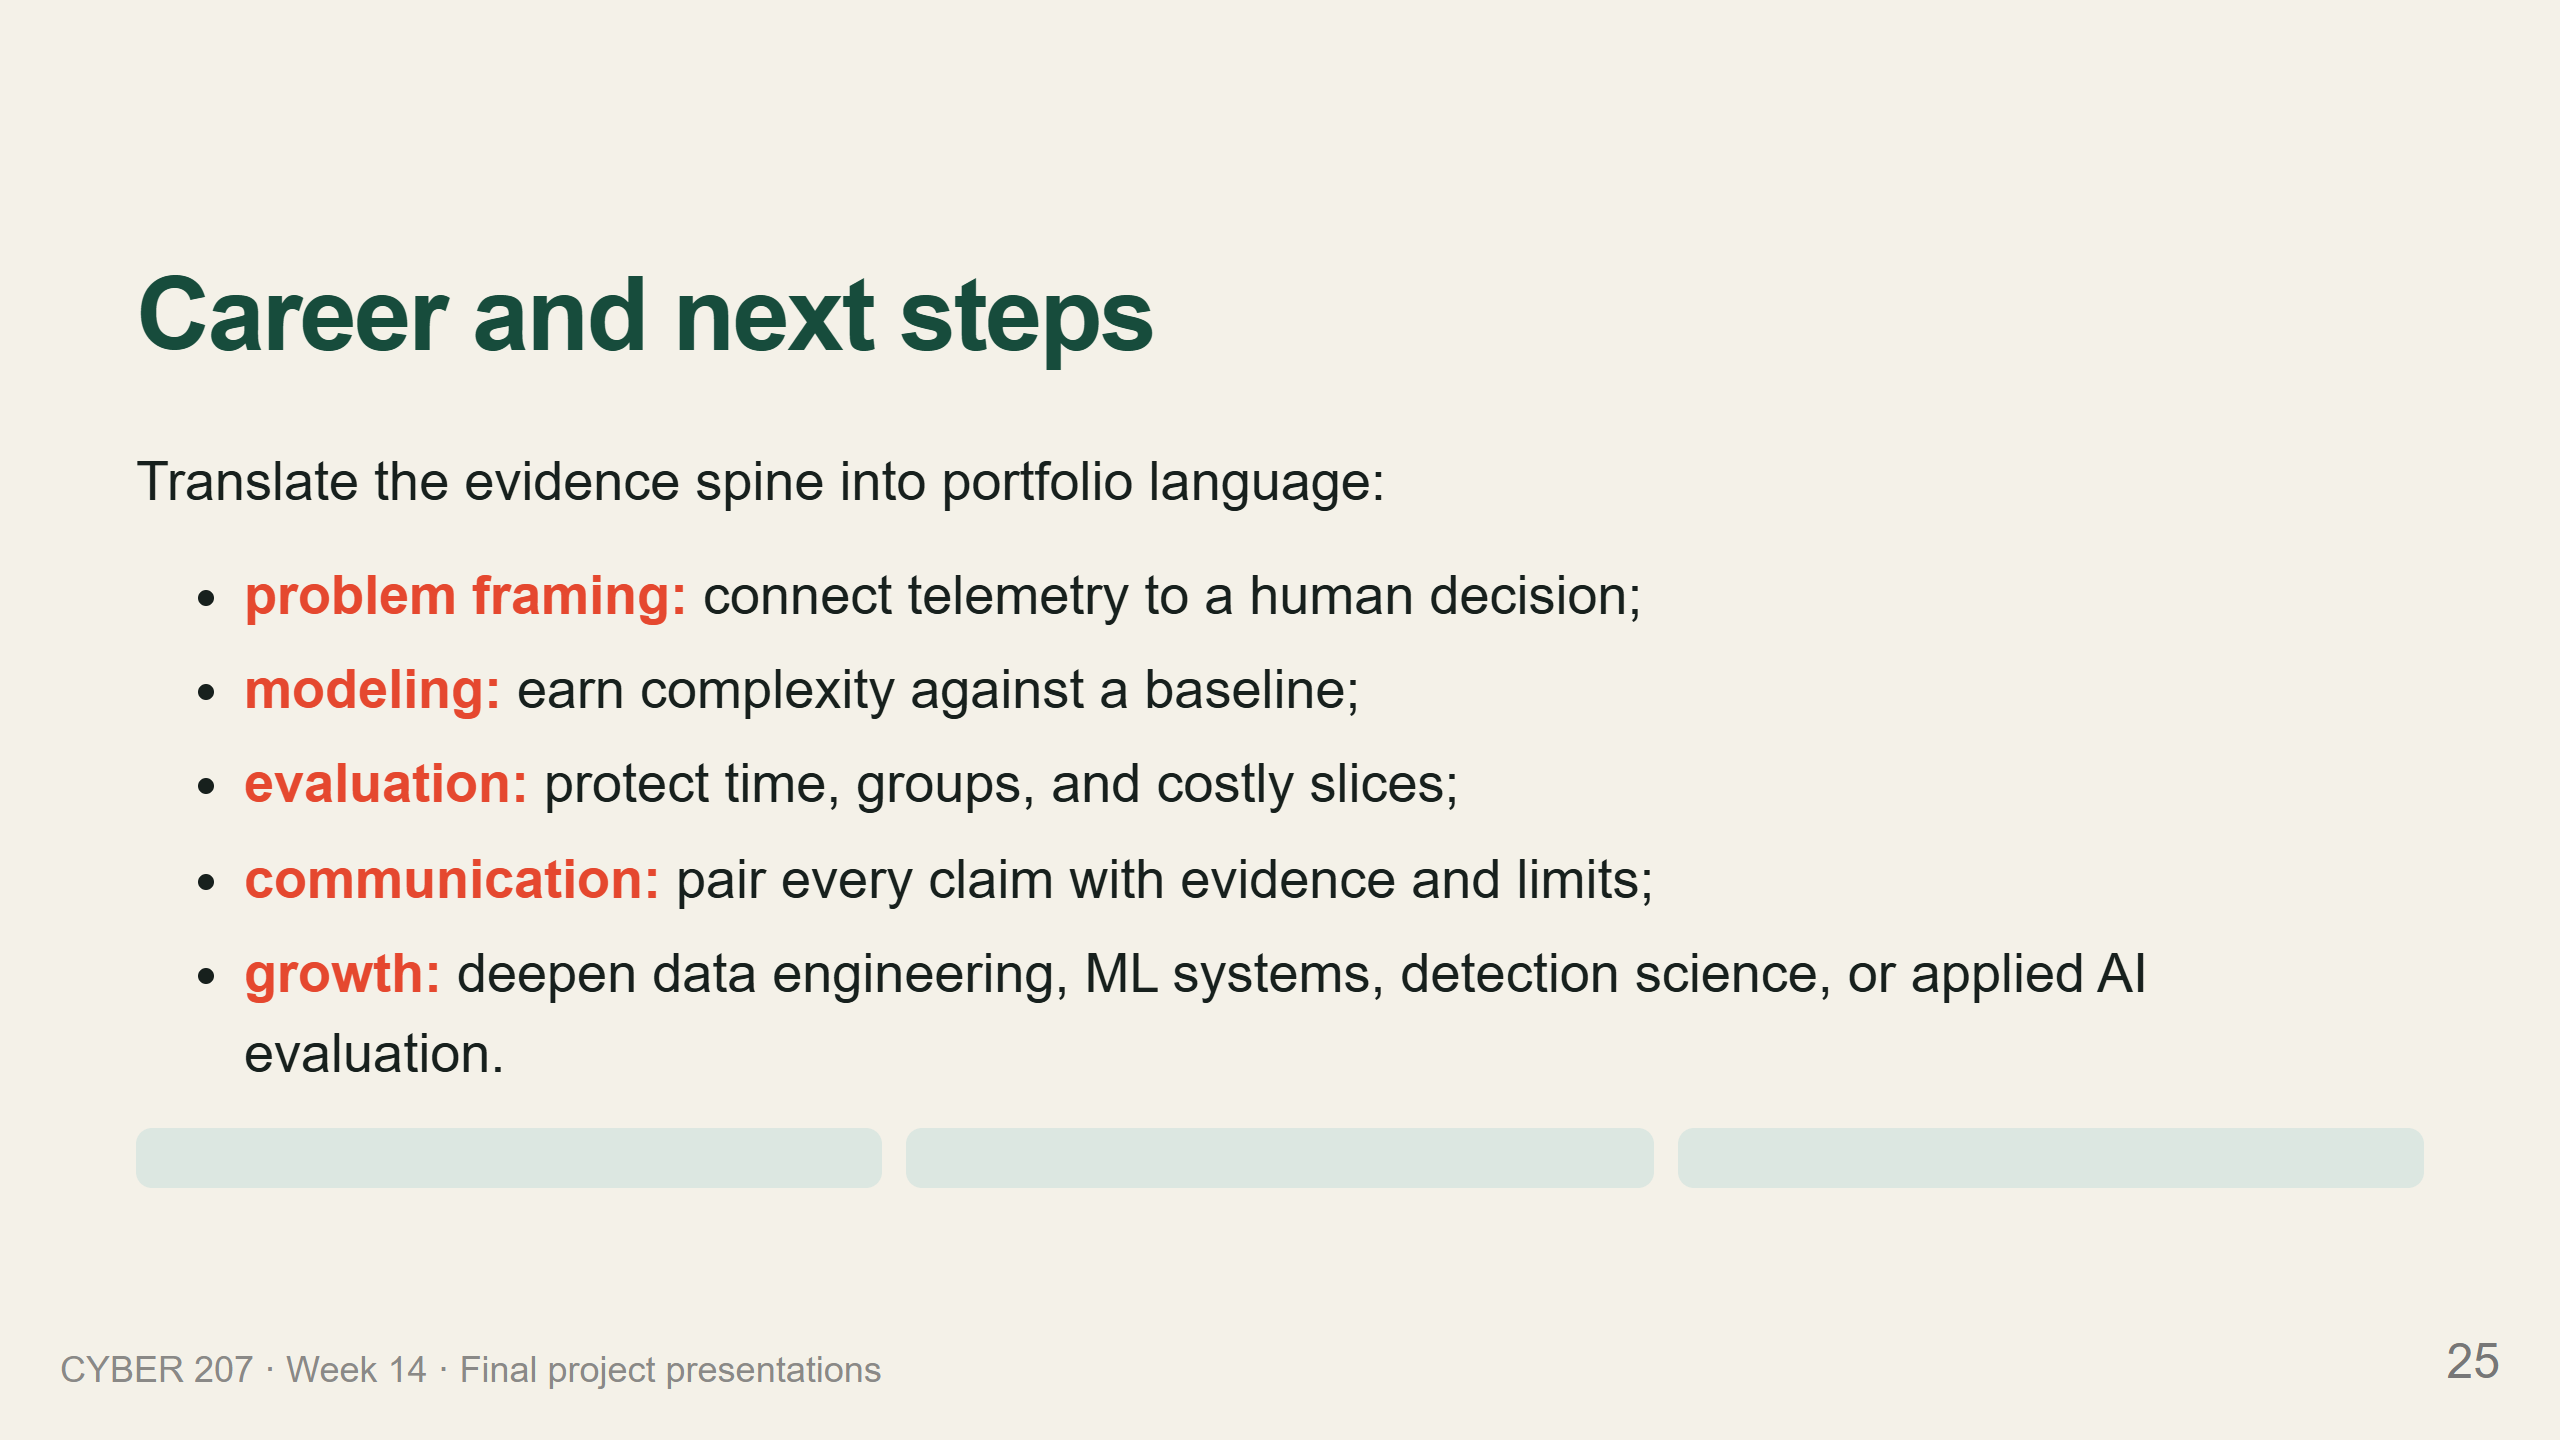 Career and next steps
Translate the evidence spine into portfolio language:
• problem framing: connect telemetry to a human decision;
• modeling: earn complexity against a baseline;
• evaluation: protect time, groups, and costly slices;
• communication: pair every claim with evidence and limits;
• growth: deepen data engineering, ML systems, detection science, or applied AI
evaluation.
CYBER 207 · Week 14 · Final project presentations
25